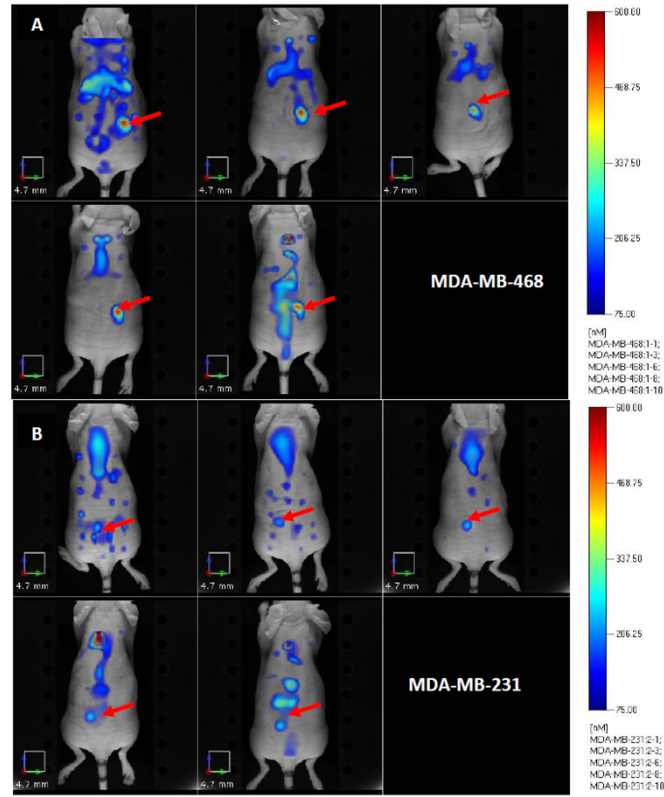 A
600.00
468.75
337.50
206.25
75.00
[nM]
MDA-MB-468:1-1;
MDA-MB-468:1-3;
MDA-MB-468:1-6;
MDA-MB-468:1-8;
MDA-MB-468:1-10
4.7 mm
4.7 mm
4.7 mm
MDA-MB-468
4.7 mm
4.7 mm
B
600.00
468.75
337.50
206.25
75.00
[nM]
MDA-MB-231:2-1;
MDA-MB-231:2-3;
MDA-MB-231:2-6;
MDA-MB-231:2-8;
MDA-MB-231:2-10
4.7 mm
4.7 mm
4.7 mm
MDA-MB-231
4.7 mm
4.7 mm